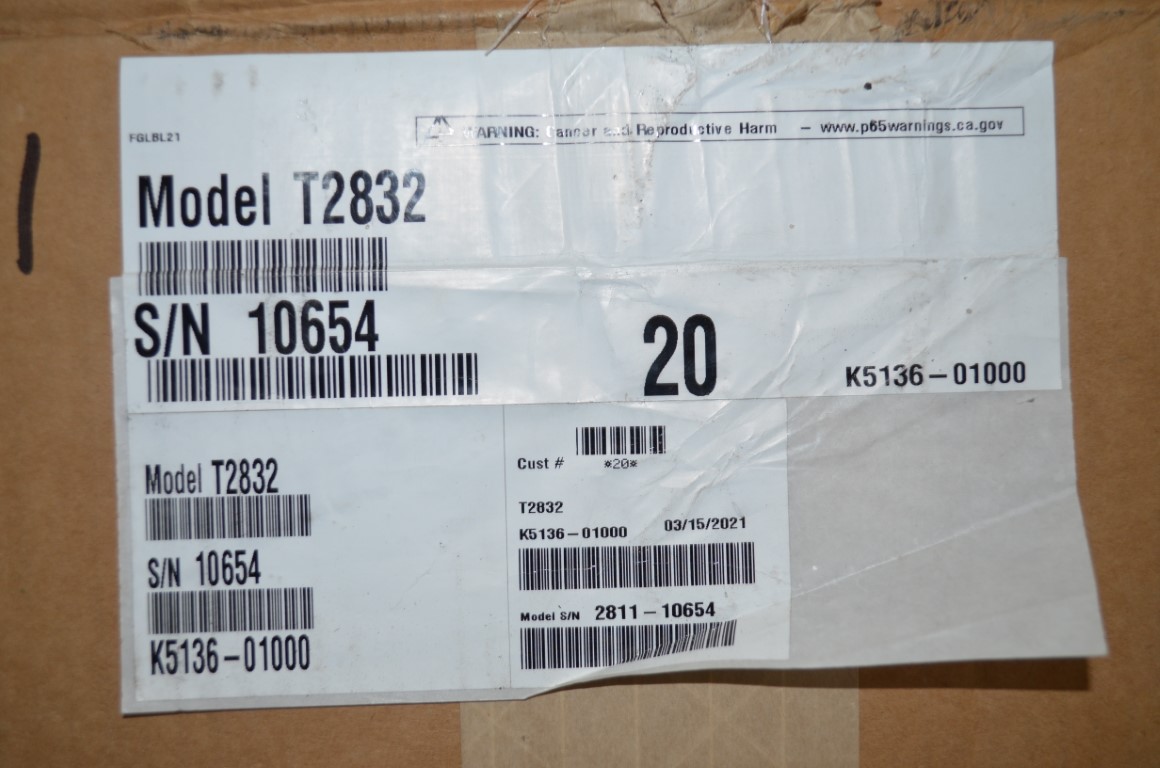 FGLBL21
WARNING: Cancer and Reproductive Harm – www.p65warnings.ca.gov
Model T2832
S/N 10654
20
K5136-01000
Model T2832
S/N 10654
K5136-01000
Cust # *20*
T2832
K5136-01000 03/15/2021
Model S/N 2811-10654